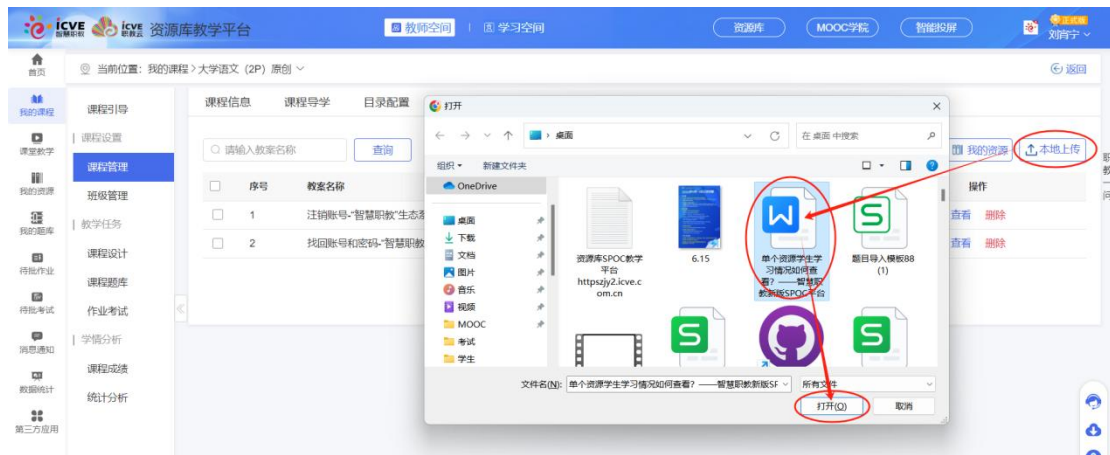 icve 智慧职教 icve 职教云 资源库教学平台
教师空间 学习空间
资源库 MOOC学院 智能投屏
正式版
刘肖宁
首页
我的课程
课堂教学
我的资源
我的题库
待批作业
待批考试
消息通知
数据统计
第三方应用
当前位置：我的课程 > 大学语文（2P）原创
返回
课程引导
课程设置
课程管理
班级管理
教学任务
课程设计
课程题库
作业考试
学情分析
课程成绩
统计分析
课程信息 课程导学 目录配置
请输入教案名称 查询 我的资源 本地上传
序号 教案名称 操作
1 注销账号-“智慧职教”生态系 查看 删除
2 找回账号和密码-“智慧职教 查看 删除
打开
桌面
在 桌面 中搜索
组织 新建文件夹
OneDrive
桌面
下载
文档
图片
音乐
视频
MOOC
考试
学生
资源库SPOC教学
平台
httpszjy2.icve.c
om.cn
6.15
单个资源学生学
习情况如何查
看？——智慧职
教新版SPOC平台
题目导入模板88
(1)
文件名(N): 单个资源学生学习情况如何查看？——智慧职教新版SF 所有文件
打开(O) 取消